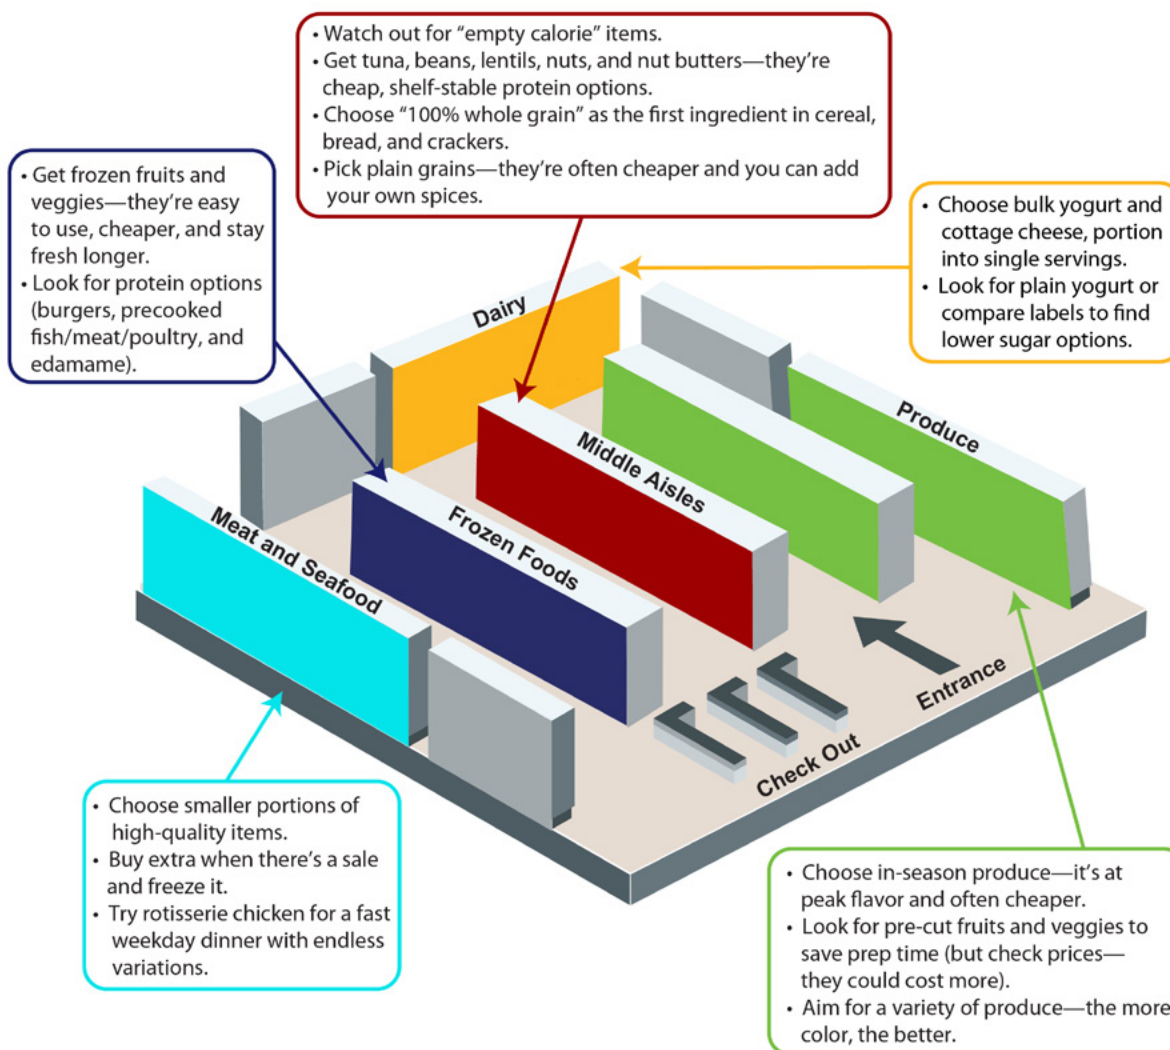 • Watch out for “empty calorie” items.
• Get tuna, beans, lentils, nuts, and nut butters—they’re
cheap, shelf-stable protein options.
• Choose “100% whole grain” as the first ingredient in cereal,
bread, and crackers.
• Pick plain grains—they’re often cheaper and you can add
your own spices.
• Get frozen fruits and
veggies—they’re easy
to use, cheaper, and stay
fresh longer.
• Look for protein options
(burgers, precooked
fish/meat/poultry, and
edamame).
• Choose bulk yogurt and
cottage cheese, portion
into single servings.
• Look for plain yogurt or
compare labels to find
lower sugar options.
Dairy
Produce
Middle Aisles
Frozen Foods
Meat and Seafood
Entrance
Check Out
• Choose smaller portions of
high-quality items.
• Buy extra when there’s a sale
and freeze it.
• Try rotisserie chicken for a fast
weekday dinner with endless
variations.
• Choose in-season produce—it’s at
peak flavor and often cheaper.
• Look for pre-cut fruits and veggies to
save prep time (but check prices—
they could cost more).
• Aim for a variety of produce—the more
color, the better.